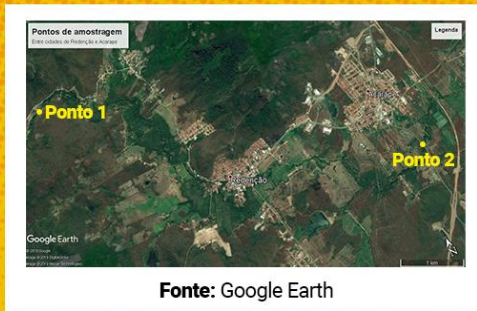 Pontos de amostragem
Entre cidades de Redenção e Acarape
Legenda
Ponto 1
Ponto 2
Redenção
Google Earth
1 km
Fonte: Google Earth